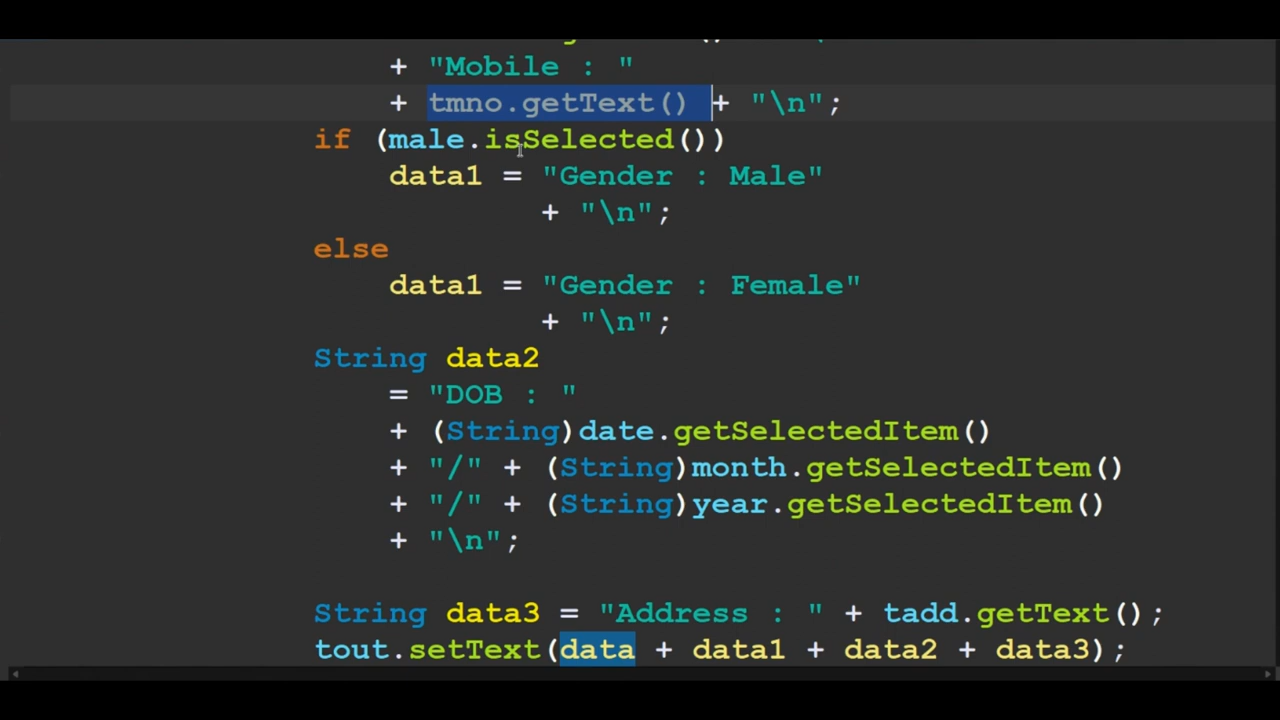 + "Mobile : "
+ tmno.getText() + "\n";
if (male.isSelected())
data1 = "Gender : Male"
+ "\n";
else
data1 = "Gender : Female"
+ "\n";
String data2
= "DOB : "
+ (String)date.getSelectedItem()
+ "/" + (String)month.getSelectedItem()
+ "/" + (String)year.getSelectedItem()
+ "\n";
String data3 = "Address : " + tadd.getText();
tout.setText(data + data1 + data2 + data3);